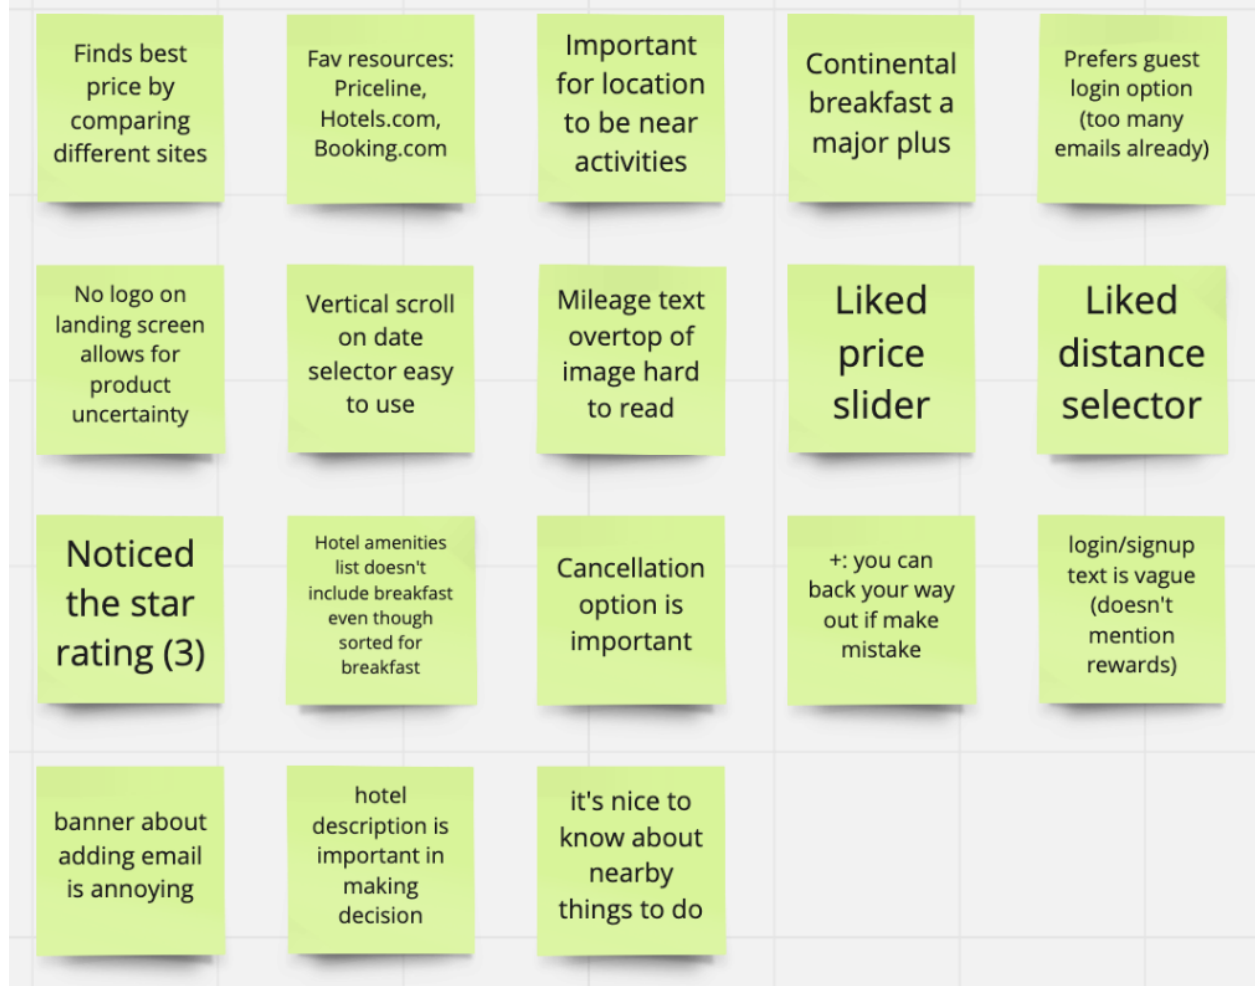 Finds best
price by
comparing
different sites
Fav resources:
Priceline,
Hotels.com,
Booking.com
Important
for location
to be near
activities
Continental
breakfast a
major plus
Prefers guest
login option
(too many
emails already)
No logo on
landing screen
allows for
product
uncertainty
Vertical scroll
on date
selector easy
to use
Mileage text
overtop of
image hard
to read
Liked
price
slider
Liked
distance
selector
Noticed
the star
rating (3)
Hotel amenities
list doesn't
include breakfast
even though
sorted for
breakfast
Cancellation
option is
important
+: you can
back your way
out if make
mistake
login/signup
text is vague
(doesn't
mention
rewards)
banner about
adding email
is annoying
hotel
description is
important in
making
decision
it's nice to
know about
nearby
things to do